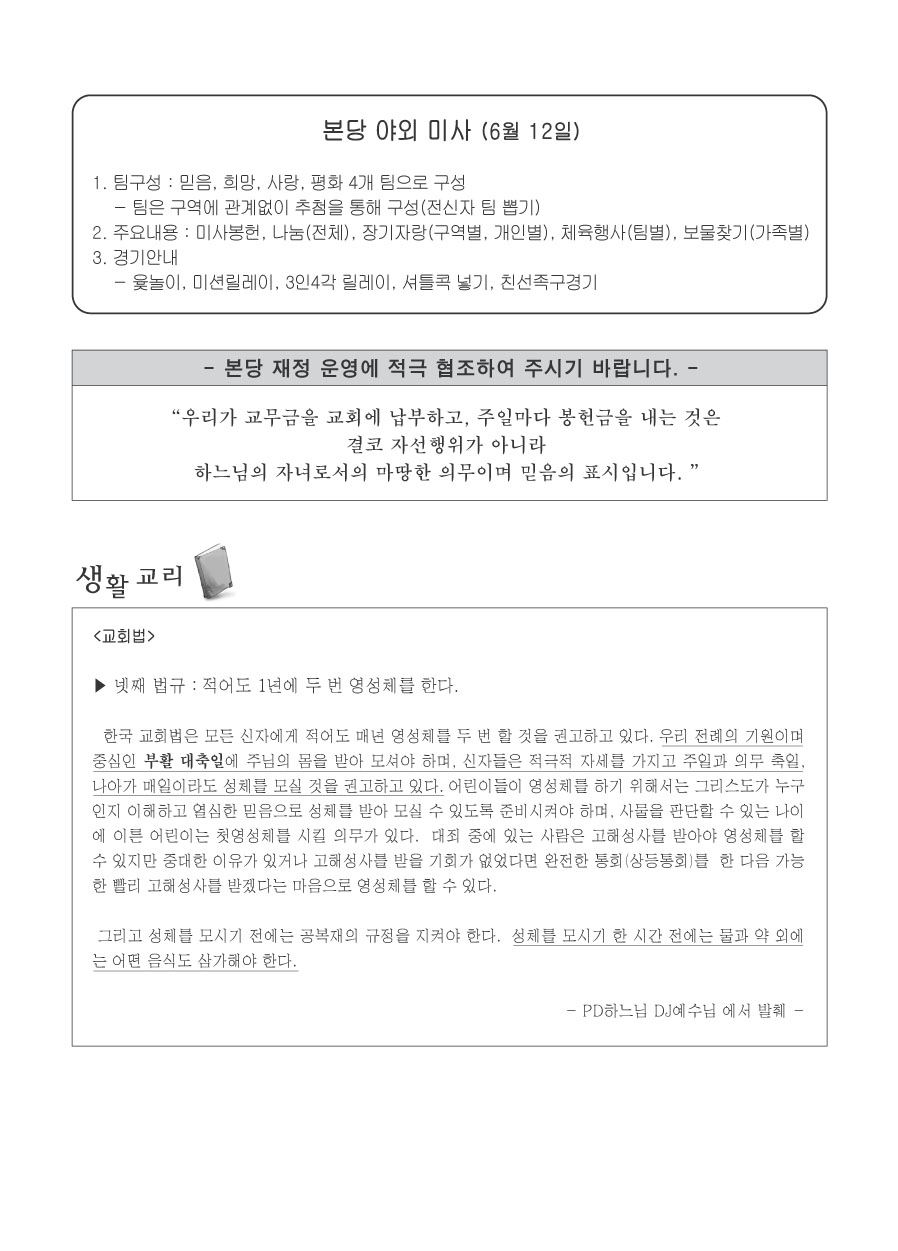 본당 야외 미사 (6월 12일)
1. 팀구성 : 믿음, 희망, 사랑, 평화 4개 팀으로 구성
- 팀은 구역에 관계없이 추첨을 통해 구성(전신자 팀 뽑기)
2. 주요내용 : 미사봉헌, 나눔(전체), 장기자랑(구역별, 개인별), 체육행사(팀별), 보물찾기(가족별)
3. 경기안내
- 윷놀이, 미션릴레이, 3인4각 릴레이, 셔틀콕 넣기, 친선족구경기
- 본당 재정 운영에 적극 협조하여 주시기 바랍니다. -
“우리가 교무금을 교회에 납부하고, 주일마다 봉헌금을 내는 것은
결코 자선행위가 아니라
하느님의 자녀로서의 마땅한 의무이며 믿음의 표시입니다. ”
생활 교리
<교회법>
▶ 넷째 법규 : 적어도 1년에 두 번 영성체를 한다.
한국 교회법은 모든 신자에게 적어도 매년 영성체를 두 번 할 것을 권고하고 있다. 우리 전례의 기원이며
중심인 부활 대축일에 주님의 몸을 받아 모셔야 하며, 신자들은 적극적 자세를 가지고 주일과 의무 축일,
나아가 매일이라도 성체를 모실 것을 권고하고 있다. 어린이들이 영성체를 하기 위해서는 그리스도가 누구
인지 이해하고 열심한 믿음으로 성체를 받아 모실 수 있도록 준비시켜야 하며, 사물을 판단할 수 있는 나이
에 이른 어린이는 첫영성체를 시킬 의무가 있다. 대죄 중에 있는 사람은 고해성사를 받아야 영성체를 할
수 있지만 중대한 이유가 있거나 고해성사를 받을 기회가 없었다면 완전한 통회(상등통회)를 한 다음 가능
한 빨리 고해성사를 받겠다는 마음으로 영성체를 할 수 있다.
그리고 성체를 모시기 전에는 공복재의 규정을 지켜야 한다. 성체를 모시기 한 시간 전에는 물과 약 외에
는 어떤 음식도 삼가해야 한다.
- PD하느님 DJ예수님 에서 발췌 -